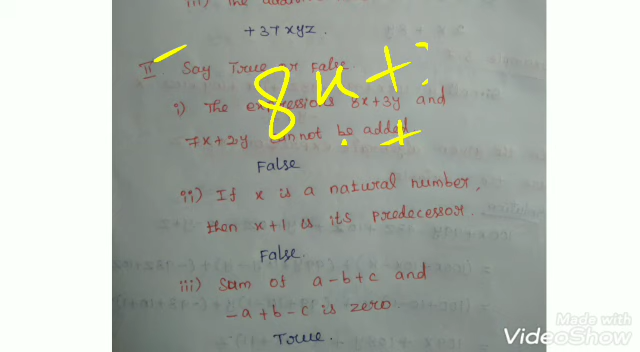 +37xyz.
II Say True or False.
i) The expressions 8x+3y and
7x+2y cannot be added
False
ii) If x is a natural number,
then x+1 is its predecessor.
False.
iii) Sum of a-b+c and
-a+b-c is zero.
True.
8x+
+
Made with
VideoShow